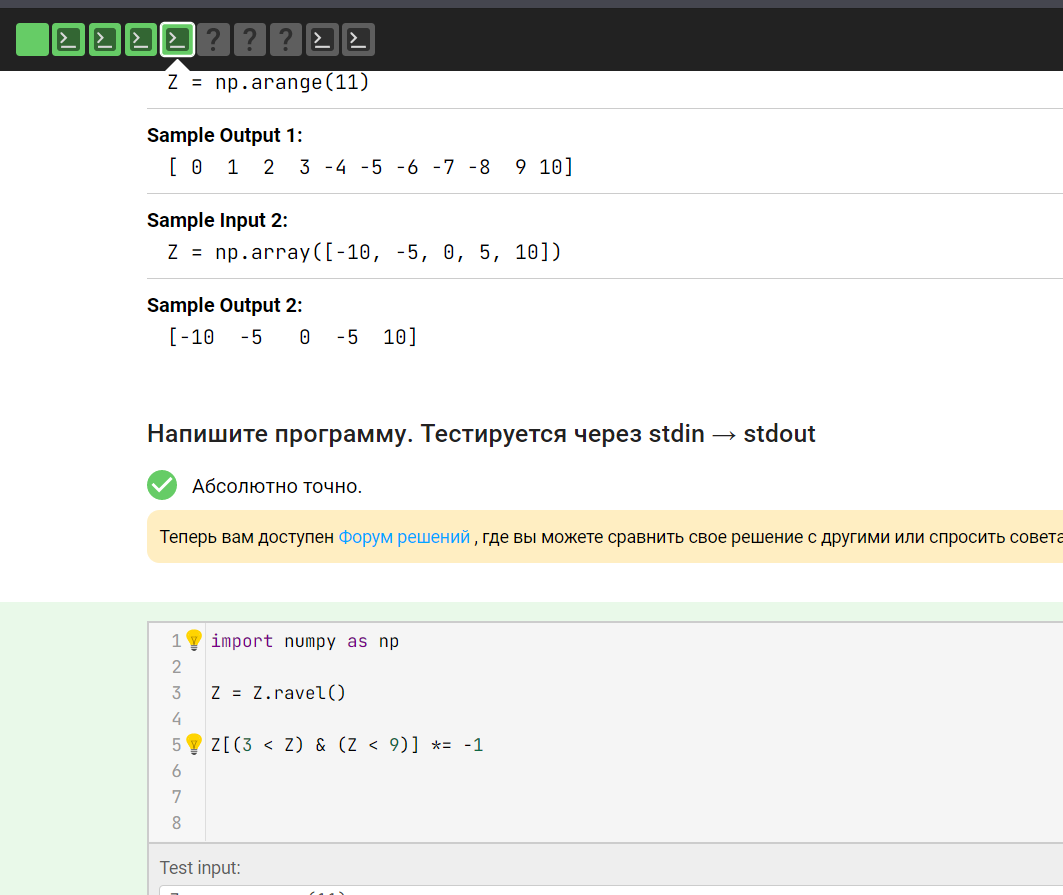 ? ? ?
Z = np.arange(11)
Sample Output 1:
[ 0  1  2  3 -4 -5 -6 -7 -8  9 10]
Sample Input 2:
Z = np.array([-10, -5, 0, 5, 10])
Sample Output 2:
[-10  -5   0  -5  10]
Напишите программу. Тестируется через stdin → stdout
Абсолютно точно.
Теперь вам доступен Форум решений , где вы можете сравнить свое решение с другими или спросить совета
1 import numpy as np
2
3 Z = Z.ravel()
4
5 Z[(3 < Z) & (Z < 9)] *= -1
6
7
8
Test input: